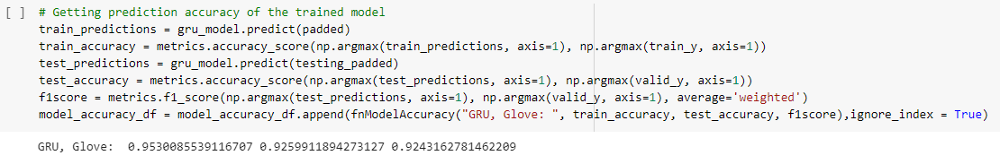 [ ] # Getting prediction accuracy of the trained model
train_predictions = gru_model.predict(padded)
train_accuracy = metrics.accuracy_score(np.argmax(train_predictions, axis=1), np.argmax(train_y, axis=1))
test_predictions = gru_model.predict(testing_padded)
test_accuracy = metrics.accuracy_score(np.argmax(test_predictions, axis=1), np.argmax(valid_y, axis=1))
f1score = metrics.f1_score(np.argmax(test_predictions, axis=1), np.argmax(valid_y, axis=1), average='weighted')
model_accuracy_df = model_accuracy_df.append(fnModelAccuracy("GRU, Glove: ", train_accuracy, test_accuracy, f1score),ignore_index = True)
GRU, Glove:  0.9530085539116707 0.9259911894273127 0.9243162781462209